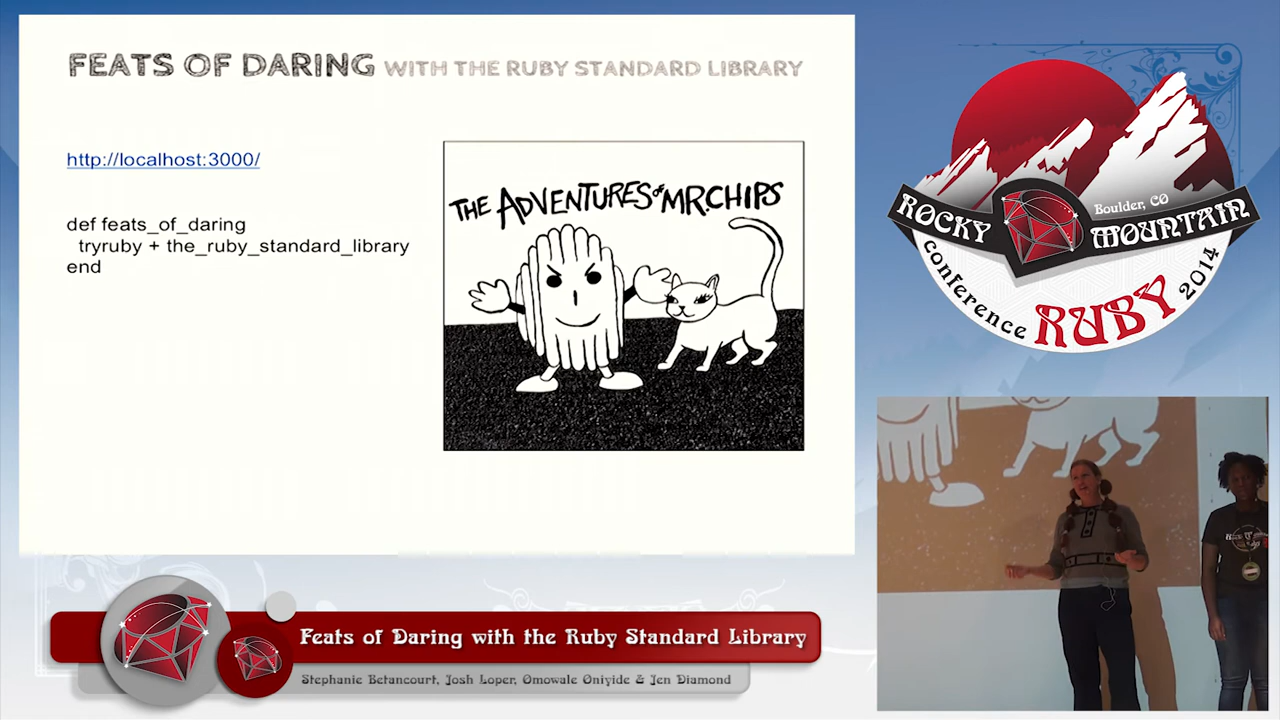 FEATS OF DARING WITH THE RUBY STANDARD LIBRARY
http://localhost:3000/
def feats_of_daring
tryruby + the_ruby_standard_library
end
THE ADVENTURES of MR.CHIPS
Boulder, CO
ROCKY MOUNTAIN
conference RUBY 2014
Feats of Daring with the Ruby Standard Library
Stephanie Betancourt, Josh Loper, Omowale Oniyide & Jen Diamond